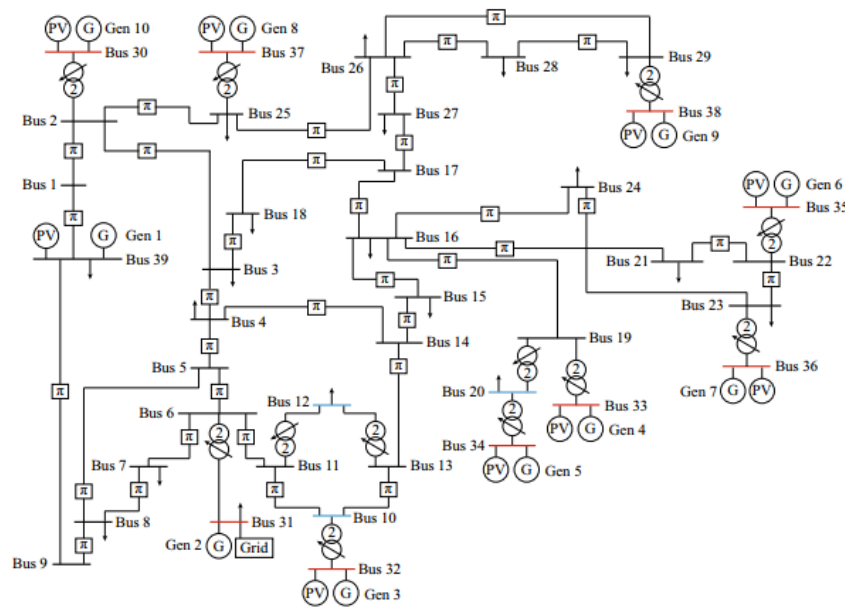 PV G Gen 10
Bus 30
2
PV G Gen 8
Bus 37
2
π
Bus 26
π
Bus 28
π
Bus 29
2
Bus 38
PV G Gen 9
π
Bus 27
π
Bus 2
π
Bus 25
π
π
π
Bus 1
π
PV G Gen 1
Bus 39
π
Bus 17
π
Bus 18
π
Bus 3
π
Bus 24
π
π
Bus 16
π
π
π
PV G Gen 6
Bus 35
2
Bus 21
π
Bus 22
π
Bus 23
2
Bus 36
Gen 7 G PV
Bus 15
π
Bus 4
π
Bus 14
π
π
Bus 19
2
2
Bus 20
2
Bus 33
PV G Gen 4
Bus 34
PV G Gen 5
Bus 5
π
Bus 6
π
2
π
Bus 12
2
2
Bus 7
π
Bus 11
π
Bus 13
π
π
Bus 8
π
Bus 9
π
Bus 31
Gen 2 G Grid
Bus 10
2
Bus 32
PV G Gen 3